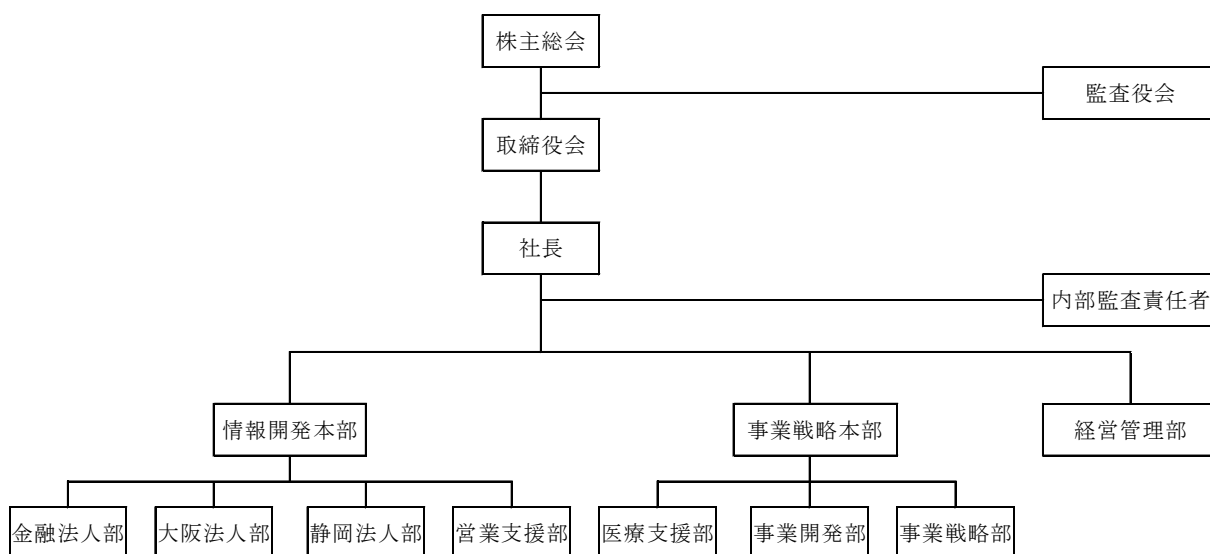 株主総会
監査役会
取締役会
社長
内部監査責任者
情報開発本部
事業戦略本部
経営管理部
金融法人部
大阪法人部
静岡法人部
営業支援部
医療支援部
事業開発部
事業戦略部